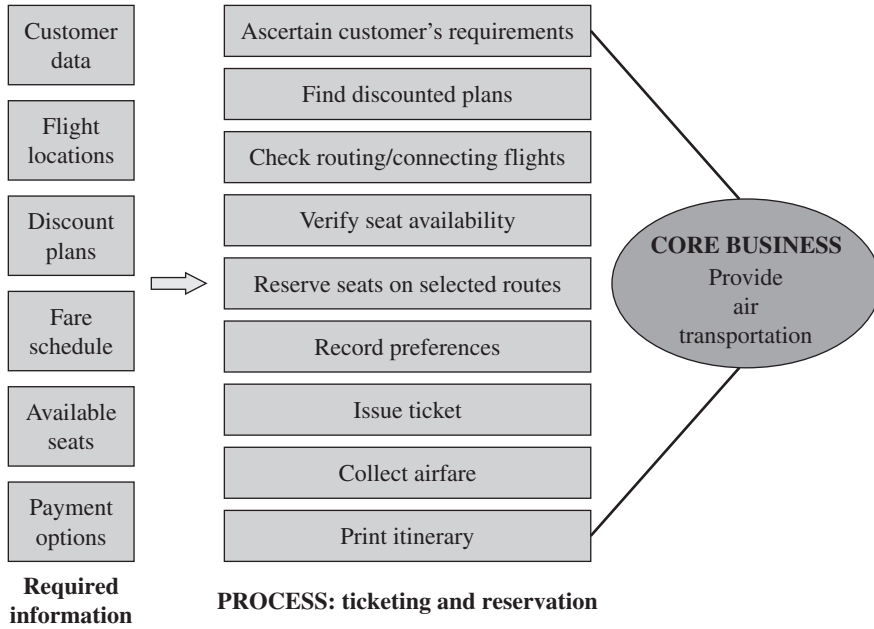 Customer
data
Flight
locations
Discount
plans
Fare
schedule
Available
seats
Payment
options
Required
information
Ascertain customer's requirements
Find discounted plans
Check routing/connecting flights
Verify seat availability
Reserve seats on selected routes
Record preferences
Issue ticket
Collect airfare
Print itinerary
PROCESS: ticketing and reservation
CORE BUSINESS
Provide
air
transportation